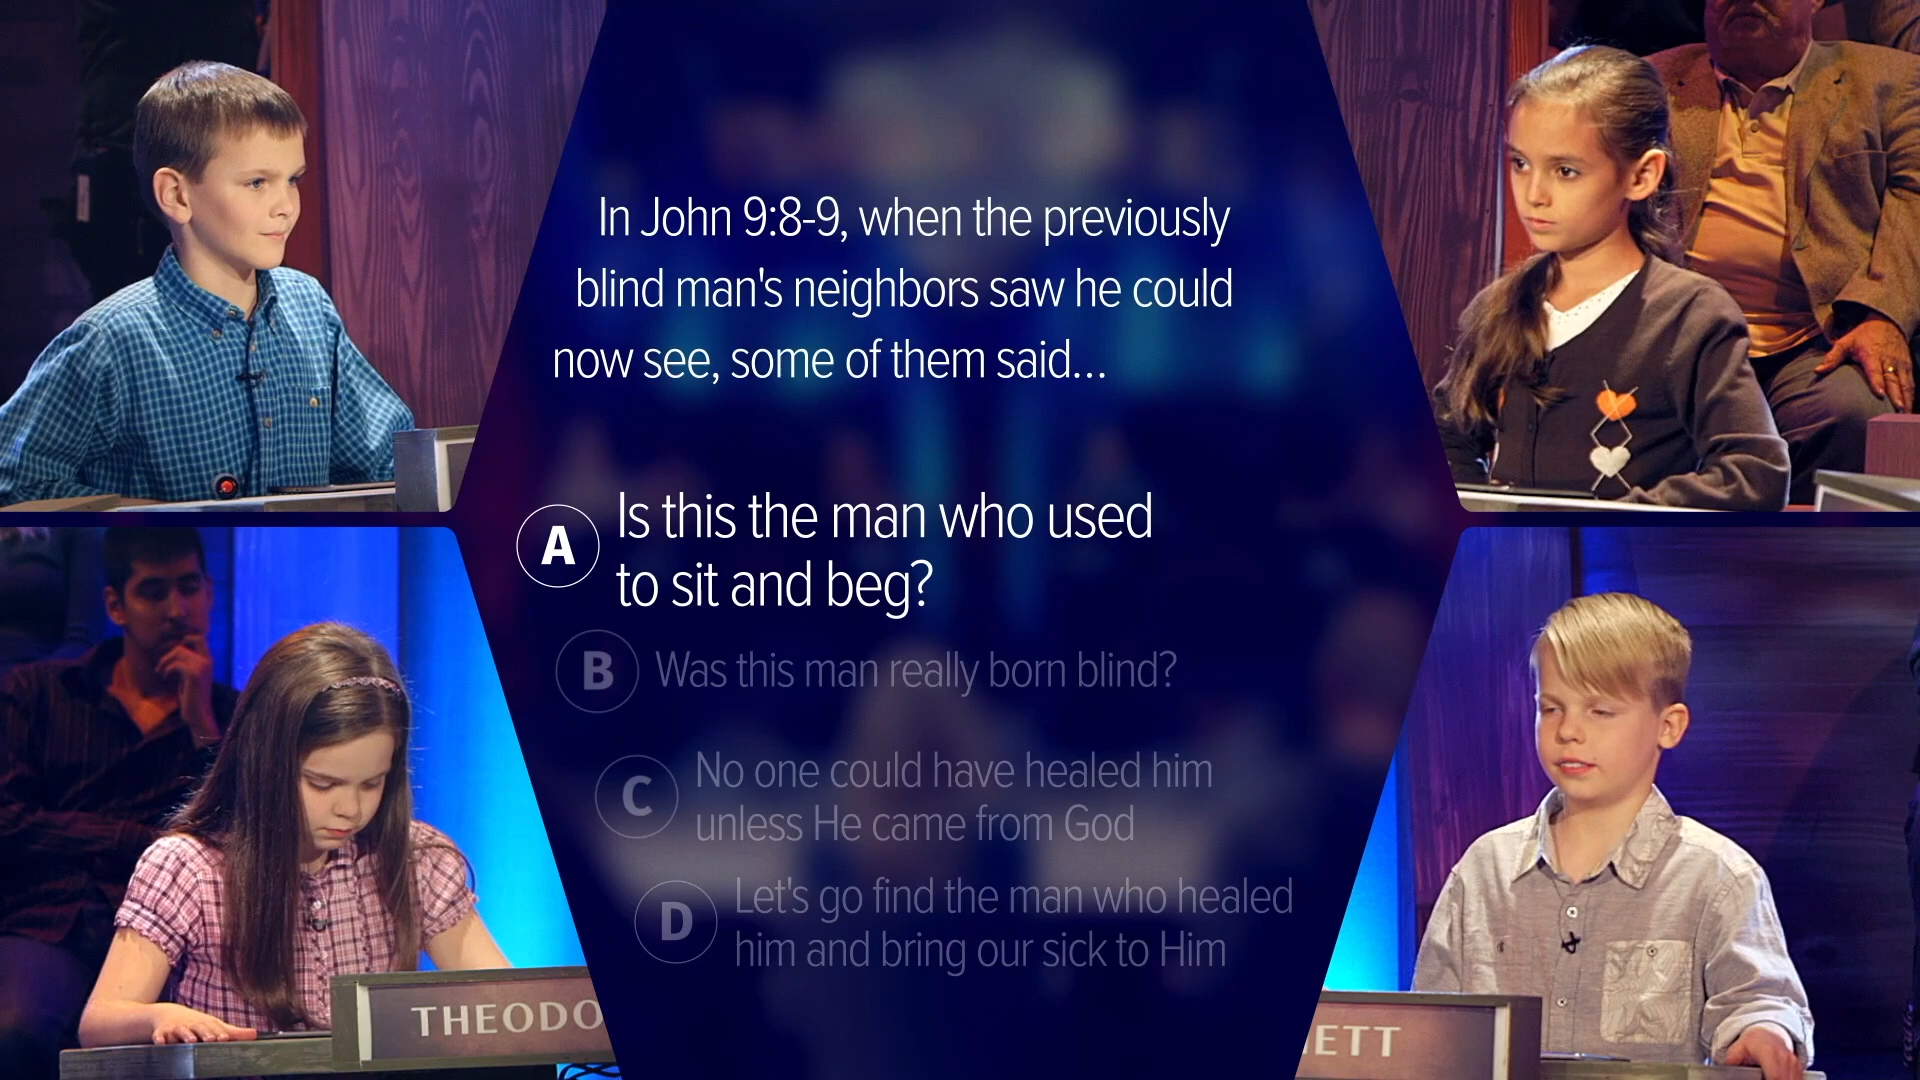 In John 9:8-9, when the previously
blind man's neighbors saw he could
now see, some of them said...
A
Is this the man who used
to sit and beg?
B
Was this man really born blind?
C
No one could have healed him
unless He came from God
D
Let's go find the man who healed
him and bring our sick to Him
THEODO
ETT